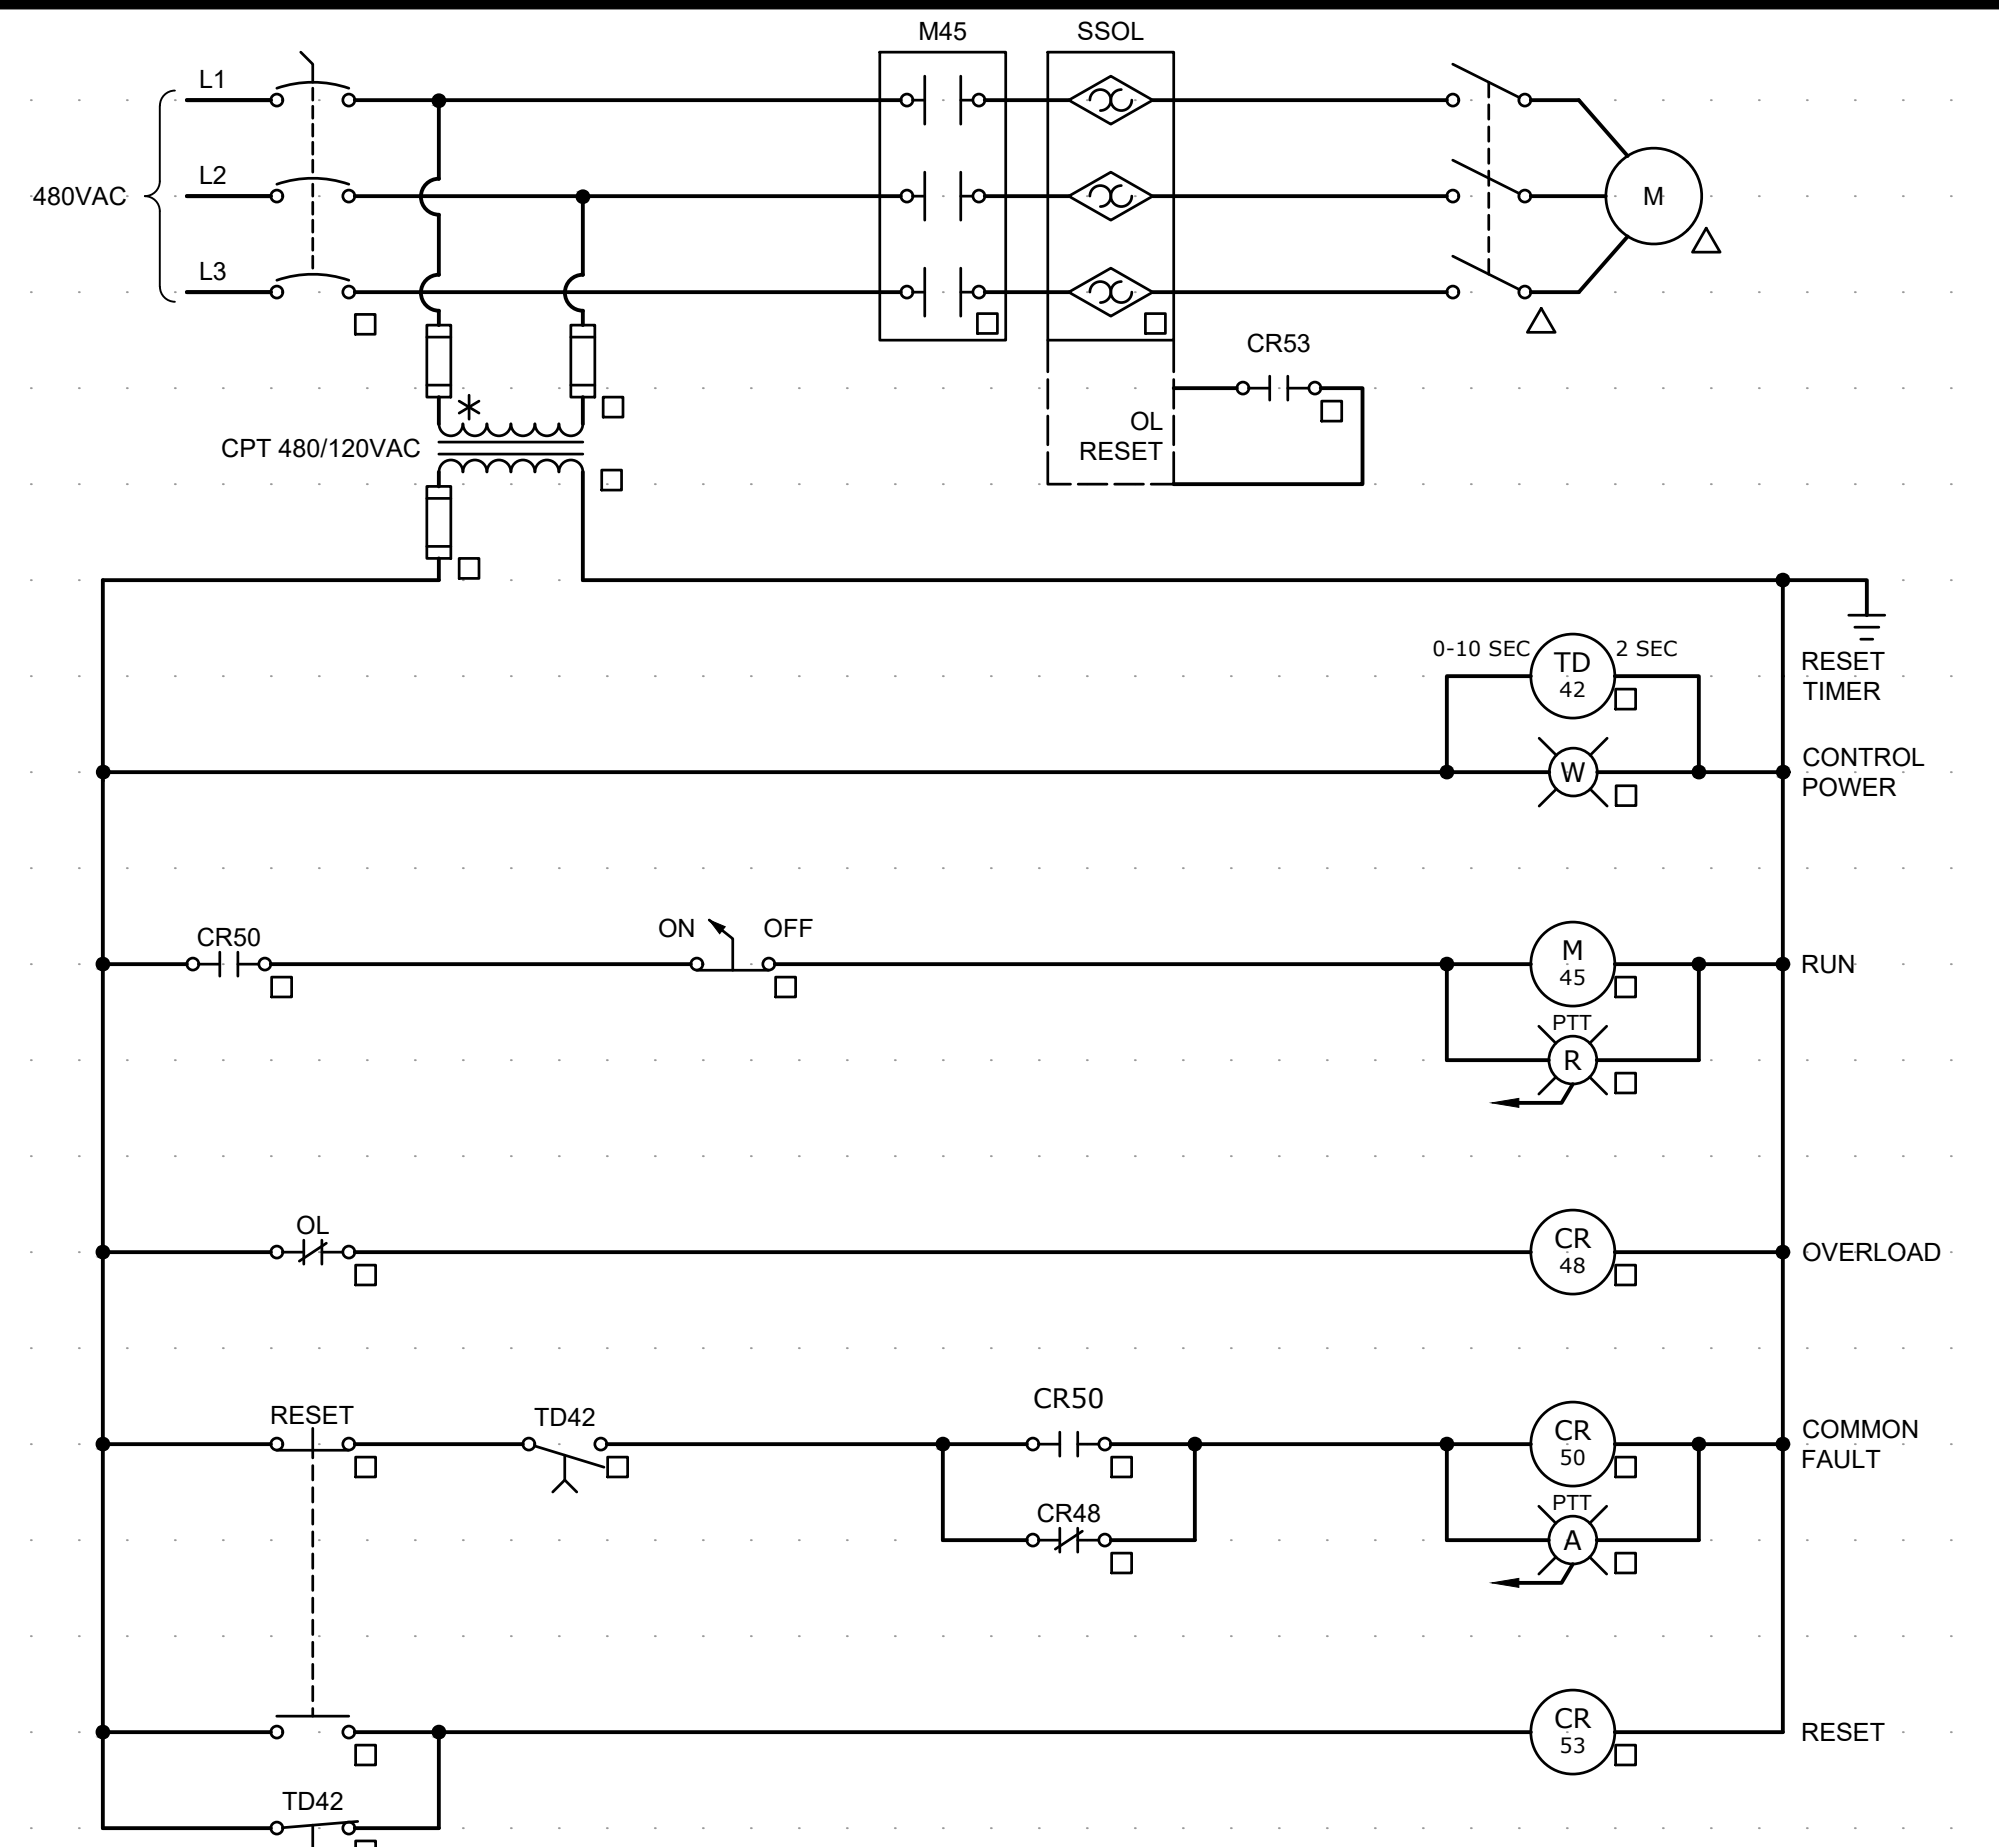 M45
SSOL
L1
L2
480VAC
L3
M
CR53
OL
RESET
CPT 480/120VAC
0-10 SEC
TD
42
2 SEC
RESET
TIMER
W
CONTROL
POWER
CR50
ON
OFF
M
45
RUN
PTT
R
OL
CR
48
OVERLOAD
RESET
TD42
CR50
CR
50
COMMON
FAULT
CR48
PTT
A
CR
53
RESET
TD42